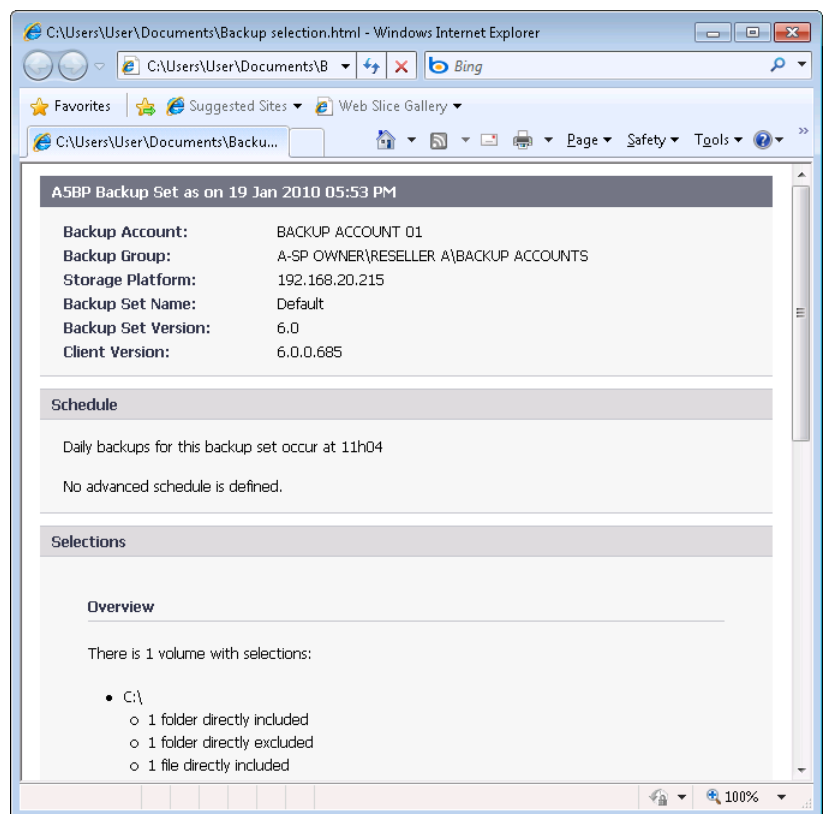 C:\Users\User\Documents\Backup selection.html - Windows Internet Explorer
C:\Users\User\Documents\B
Bing
Favorites Suggested Sites Web Slice Gallery
C:\Users\User\Documents\Backu... Page Safety Tools
A5BP Backup Set as on 19 Jan 2010 05:53 PM
Backup Account: BACKUP ACCOUNT 01
Backup Group: A-SP OWNER\RESELLER A\BACKUP ACCOUNTS
Storage Platform: 192.168.20.215
Backup Set Name: Default
Backup Set Version: 6.0
Client Version: 6.0.0.685
Schedule
Daily backups for this backup set occur at 11h04
No advanced schedule is defined.
Selections
Overview
There is 1 volume with selections:
C:\
1 folder directly included
1 folder directly excluded
1 file directly included
100%